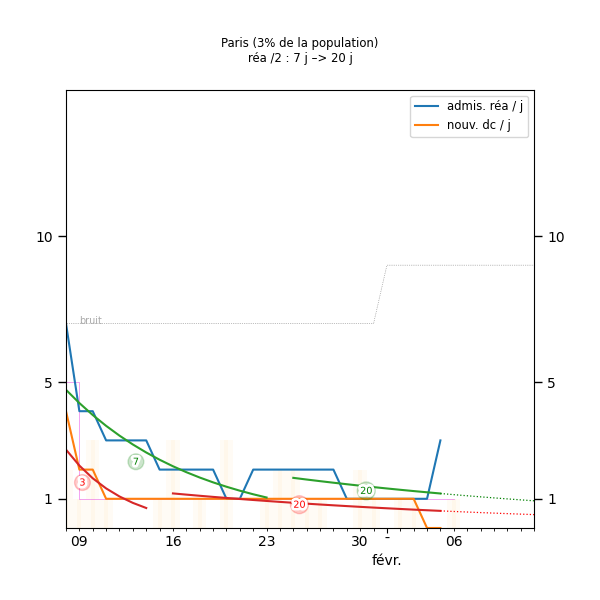 Paris (3% de la population)
réa /2 : 7 j –> 20 j
admis. réa / j
nouv. dc / j
10
10
bruit
5
5
7
3
20
20
1
1
09
16
23
30
-
06
févr.